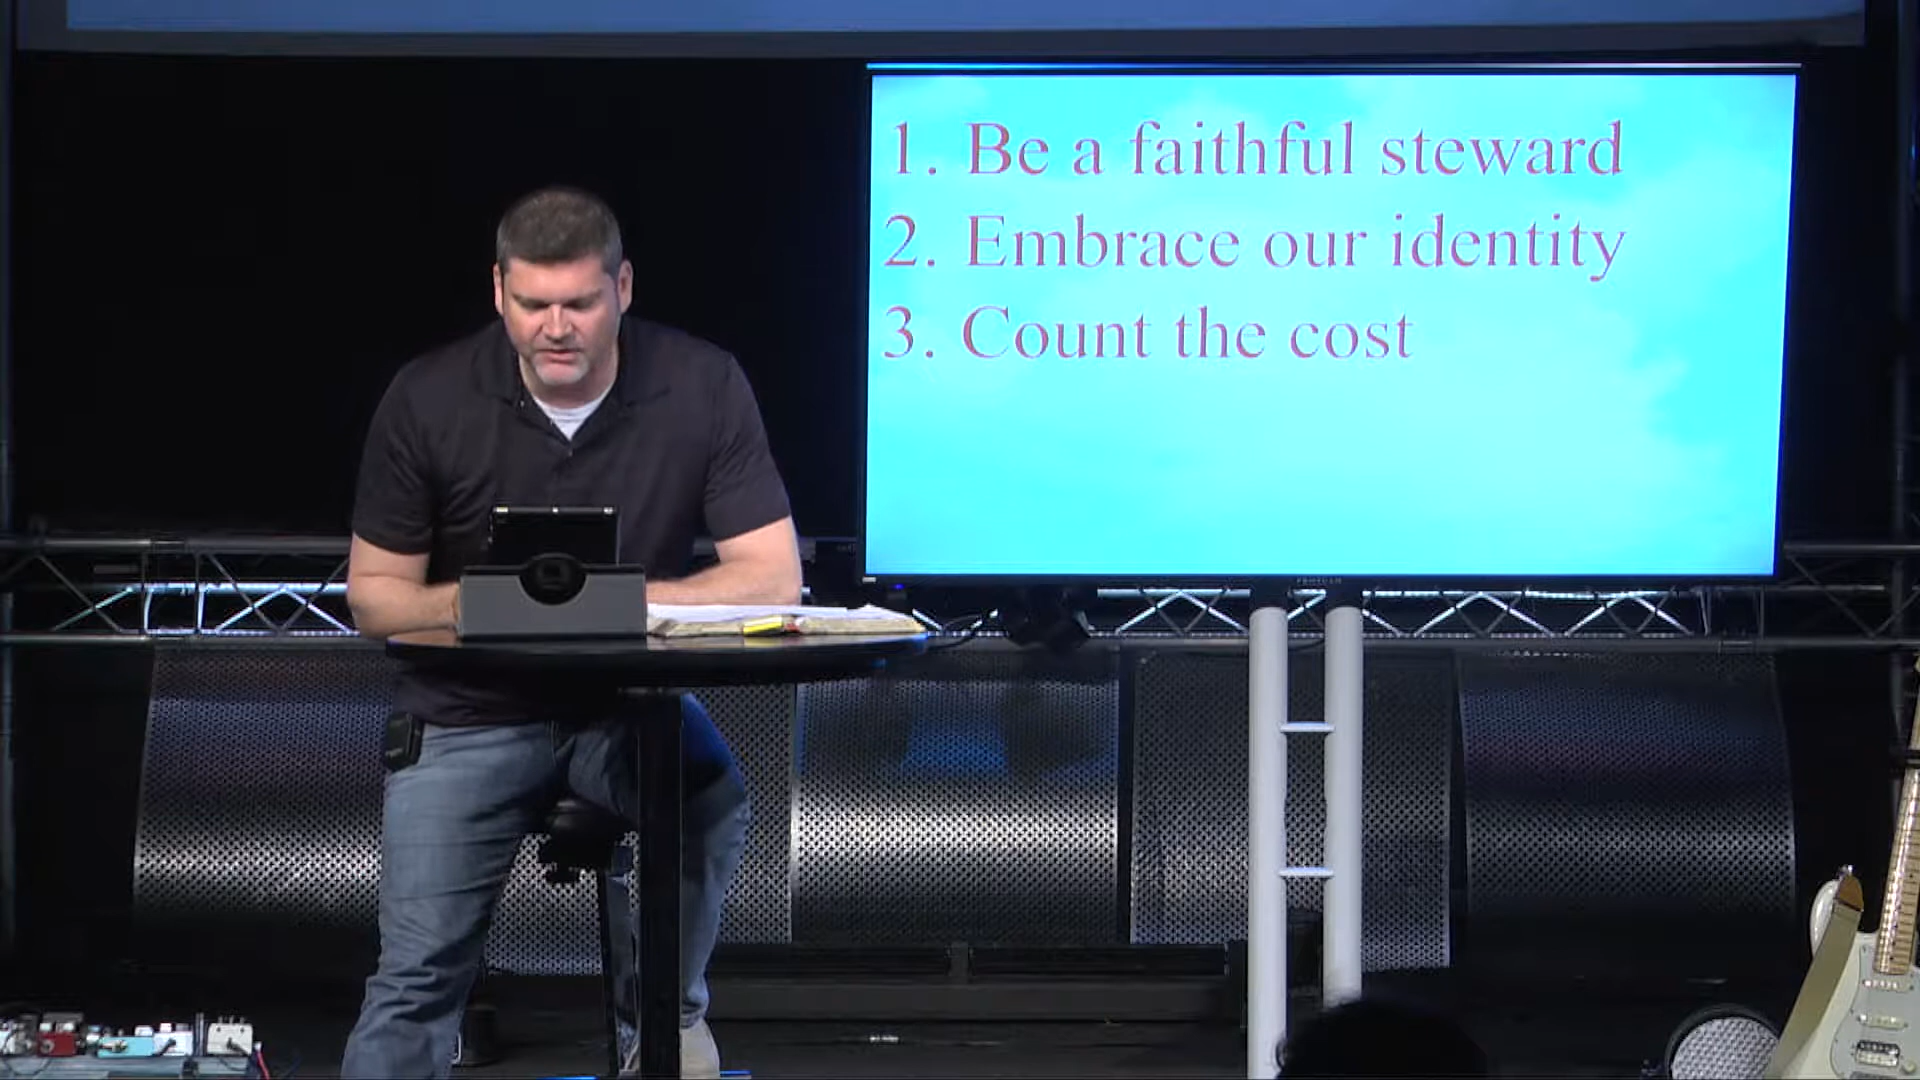 1. Be a faithful steward
2. Embrace our identity
3. Count the cost